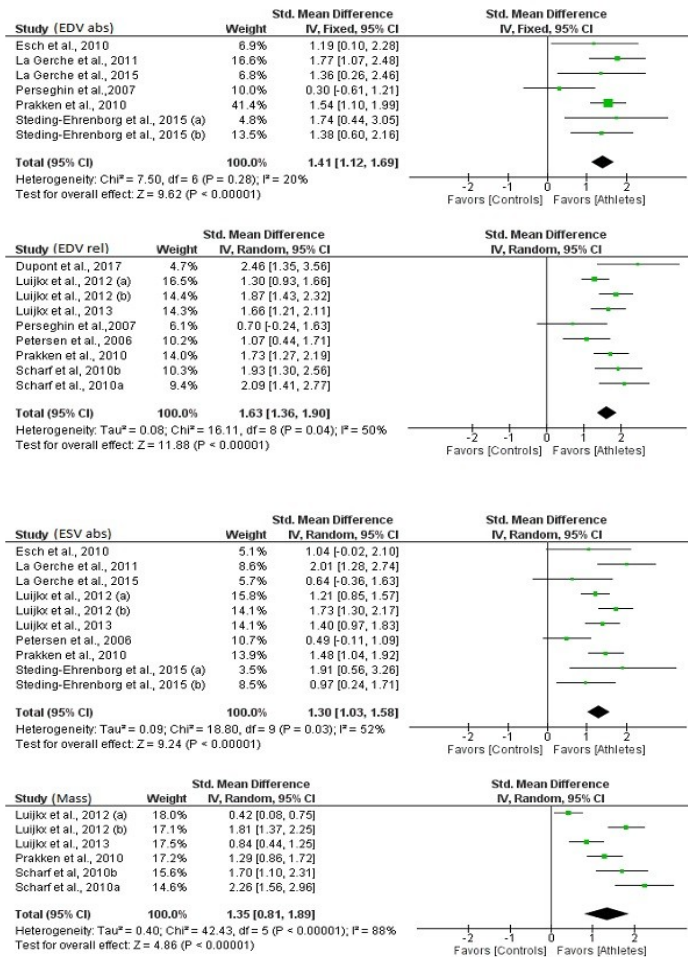 Std. Mean Difference Std. Mean Difference
Study (EDV abs) Weight IV, Fixed, 95% CI IV, Fixed, 95% CI
Esch et al., 2010 6.9% 1.19 [0.10, 2.28]
La Gerche et al., 2011 16.6% 1.77 [1.07, 2.48]
La Gerche et al., 2015 6.8% 1.36 [0.26, 2.46]
Perseghin et al.,2007 10.0% 0.30 [-0.61, 1.21]
Prakken et al., 2010 41.4% 1.54 [1.10, 1.99]
Steding-Ehrenborg et al., 2015 (a) 4.8% 1.74 [0.44, 3.05]
Steding-Ehrenborg et al., 2015 (b) 13.5% 1.38 [0.60, 2.16]
Total (95% CI) 100.0% 1.41 [1.12, 1.69]
Heterogeneity: Chi² = 7.50, df = 6 (P = 0.28); I² = 20%
Test for overall effect: Z = 9.62 (P < 0.00001)
-2 -1 0 1 2
Favors [Controls] Favors [Athletes]
Std. Mean Difference Std. Mean Difference
Study (EDV rel) Weight IV, Random, 95% CI IV, Random, 95% CI
Dupont et al., 2017 4.7% 2.46 [1.35, 3.56]
Luijkx et al., 2012 (a) 16.5% 1.30 [0.93, 1.66]
Luijkx et al., 2012 (b) 14.4% 1.87 [1.43, 2.32]
Luijkx et al., 2013 14.3% 1.66 [1.21, 2.11]
Perseghin et al.,2007 6.1% 0.70 [-0.24, 1.63]
Petersen et al., 2006 10.2% 1.07 [0.44, 1.71]
Prakken et al., 2010 14.0% 1.73 [1.27, 2.19]
Scharf et al, 2010b 10.3% 1.93 [1.30, 2.56]
Scharf et al., 2010a 9.4% 2.09 [1.41, 2.77]
Total (95% CI) 100.0% 1.63 [1.36, 1.90]
Heterogeneity: Tau² = 0.08; Chi² = 16.11, df = 8 (P = 0.04); I² = 50%
Test for overall effect: Z = 11.88 (P < 0.00001)
-2 -1 0 1 2
Favors [Controls] Favors [Athletes]
Std. Mean Difference Std. Mean Difference
Study (ESV abs) Weight IV, Random, 95% CI IV, Random, 95% CI
Esch et al., 2010 5.1% 1.04 [-0.02, 2.10]
La Gerche et al., 2011 8.6% 2.01 [1.28, 2.74]
La Gerche et al., 2015 5.7% 0.64 [-0.36, 1.63]
Luijkx et al., 2012 (a) 15.8% 1.21 [0.85, 1.57]
Luijkx et al., 2012 (b) 14.1% 1.73 [1.30, 2.17]
Luijkx et al., 2013 14.1% 1.40 [0.97, 1.83]
Petersen et al., 2006 10.7% 0.49 [-0.11, 1.09]
Prakken et al., 2010 13.9% 1.48 [1.04, 1.92]
Steding-Ehrenborg et al., 2015 (a) 3.5% 1.91 [0.56, 3.26]
Steding-Ehrenborg et al., 2015 (b) 8.5% 0.97 [0.24, 1.71]
Total (95% CI) 100.0% 1.30 [1.03, 1.58]
Heterogeneity: Tau² = 0.09; Chi² = 18.80, df = 9 (P = 0.03); I² = 52%
Test for overall effect: Z = 9.24 (P < 0.00001)
-2 -1 0 1 2
Favors [Controls] Favors [Athletes]
Std. Mean Difference Std. Mean Difference
Study (Mass) Weight IV, Random, 95% CI IV, Random, 95% CI
Luijkx et al., 2012 (a) 18.0% 0.42 [0.08, 0.75]
Luijkx et al., 2012 (b) 17.1% 1.81 [1.37, 2.25]
Luijkx et al., 2013 17.5% 0.84 [0.44, 1.25]
Prakken et al., 2010 17.2% 1.29 [0.86, 1.72]
Scharf et al, 2010b 15.6% 1.70 [1.10, 2.31]
Scharf et al., 2010a 14.6% 2.26 [1.56, 2.96]
Total (95% CI) 100.0% 1.35 [0.81, 1.89]
Heterogeneity: Tau² = 0.40; Chi² = 42.43, df = 5 (P < 0.00001); I² = 88%
Test for overall effect: Z = 4.86 (P < 0.00001)
-2 -1 0 1 2
Favors [Controls] Favors [Athletes]